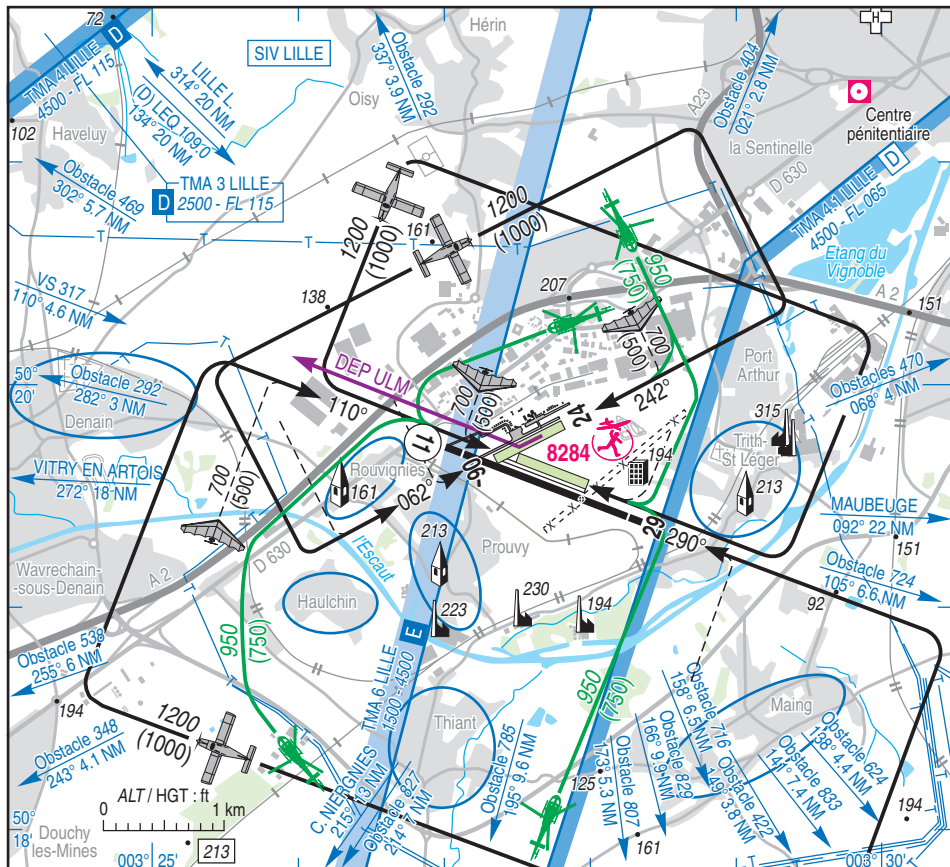 72
Hérin
SIV LILLE
TMA 4 LILLE
4500 - FL 115
D
LILLE L.
314° 20 NM
(D) LEQ 109.0
134° 20 NM
Obstacle 292
337° 3.9 NM
Obstacle 404
021° 2.8 NM
H
A23
Oisy
Centre
pénitentiaire
102
Haveluy
la Sentinelle
D 630
D
Obstacle 469
302° 5.7 NM
TMA 3 LILLE
D
2500 - FL 115
TMA 4.1 LILLE
4500 - FL 065
1200
(1000)
1200
(1000)
161
950
(750)
Etang du
Vignoble
VS 317
110° 4.6 NM
138
207
A 2
151
700
(500)
Port
Arthur
DEP ULM
50°
20'
Obstacle 292
282° 3 NM
Denain
110°
700
(500)
242°
Obstacles 470
068° 4 NM
24
315
11
8284
Rouvignies
194
Trith-
St Léger
VITRY EN ARTOIS
272° 18 NM
161
062°
06
213
700
(500)
29
290°
MAUBEUGE
092° 22 NM
l'Escaut
213
Prouvy
151
D 630
Wavrechain-
sous-Denain
A 2
Haulchin
223
230
194
92
Obstacle 724
105° 6.6 NM
E
Obstacle 538
255° 6 NM
950
(750)
TMA 6 LILLE
1500 - 4500
950
(750)
194
1200
(1000)
Thiant
Maing
Obstacle 348
243° 4.1 NM
C. NIERGNIES
Obstacle 827
214° 7 NM
Obstacle 785
195° 9.6 NM
125
Obstacle 807
173° 5.3 NM
Obstacle 829
166° 9.9 NM
Obstacle 716
158° 6.5 NM
Obstacle 422
149° 3.8 NM
Obstacle 833
141° 7.4 NM
Obstacle 624
138° 4.4 NM
194
ALT / HGT : ft
0 1 km
50°
18'
Douchy
les-Mines
213
161
003° 25'
003° 30'